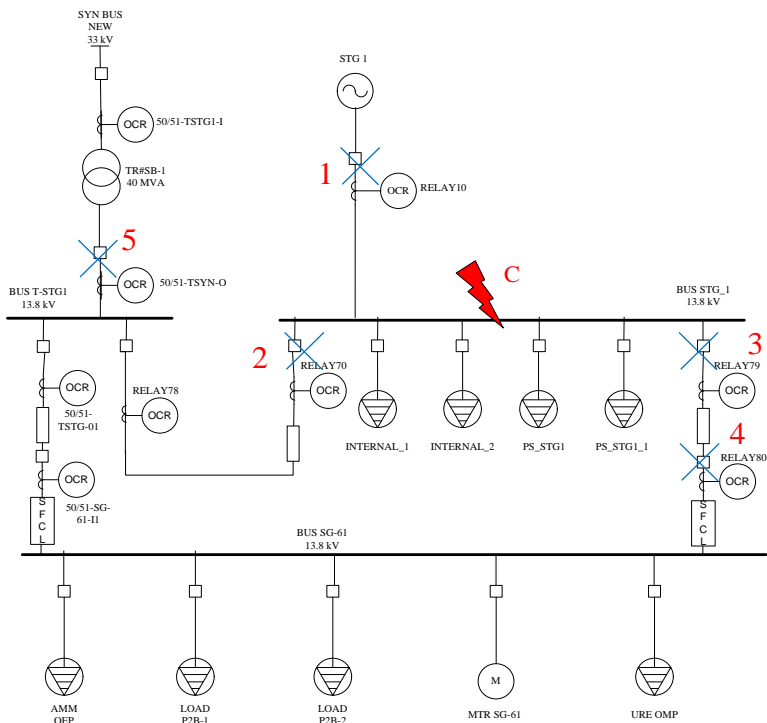 SYN BUS
NEW
33 kV
STG 1
OCR
50/51-TSTG1-I
TR#SB-1
40 MVA
1
OCR
RELAY10
5
OCR
50/51-TSYN-O
BUS T-STG1
13.8 kV
C
BUS STG_1
13.8 kV
2
RELAY70
OCR
3
RELAY79
OCR
OCR
50/51-
TSTG-01
RELAY78
OCR
INTERNAL_1
INTERNAL_2
PS_STG1
PS_STG1_1
4
RELAY80
OCR
OCR
50/51-SG-
61-I1
S
F
C
L
S
F
C
L
BUS SG-61
13.8 kV
AMM
OEP
LOAD
P2B-1
LOAD
P2B-2
M
MTR SG-61
URE OMP